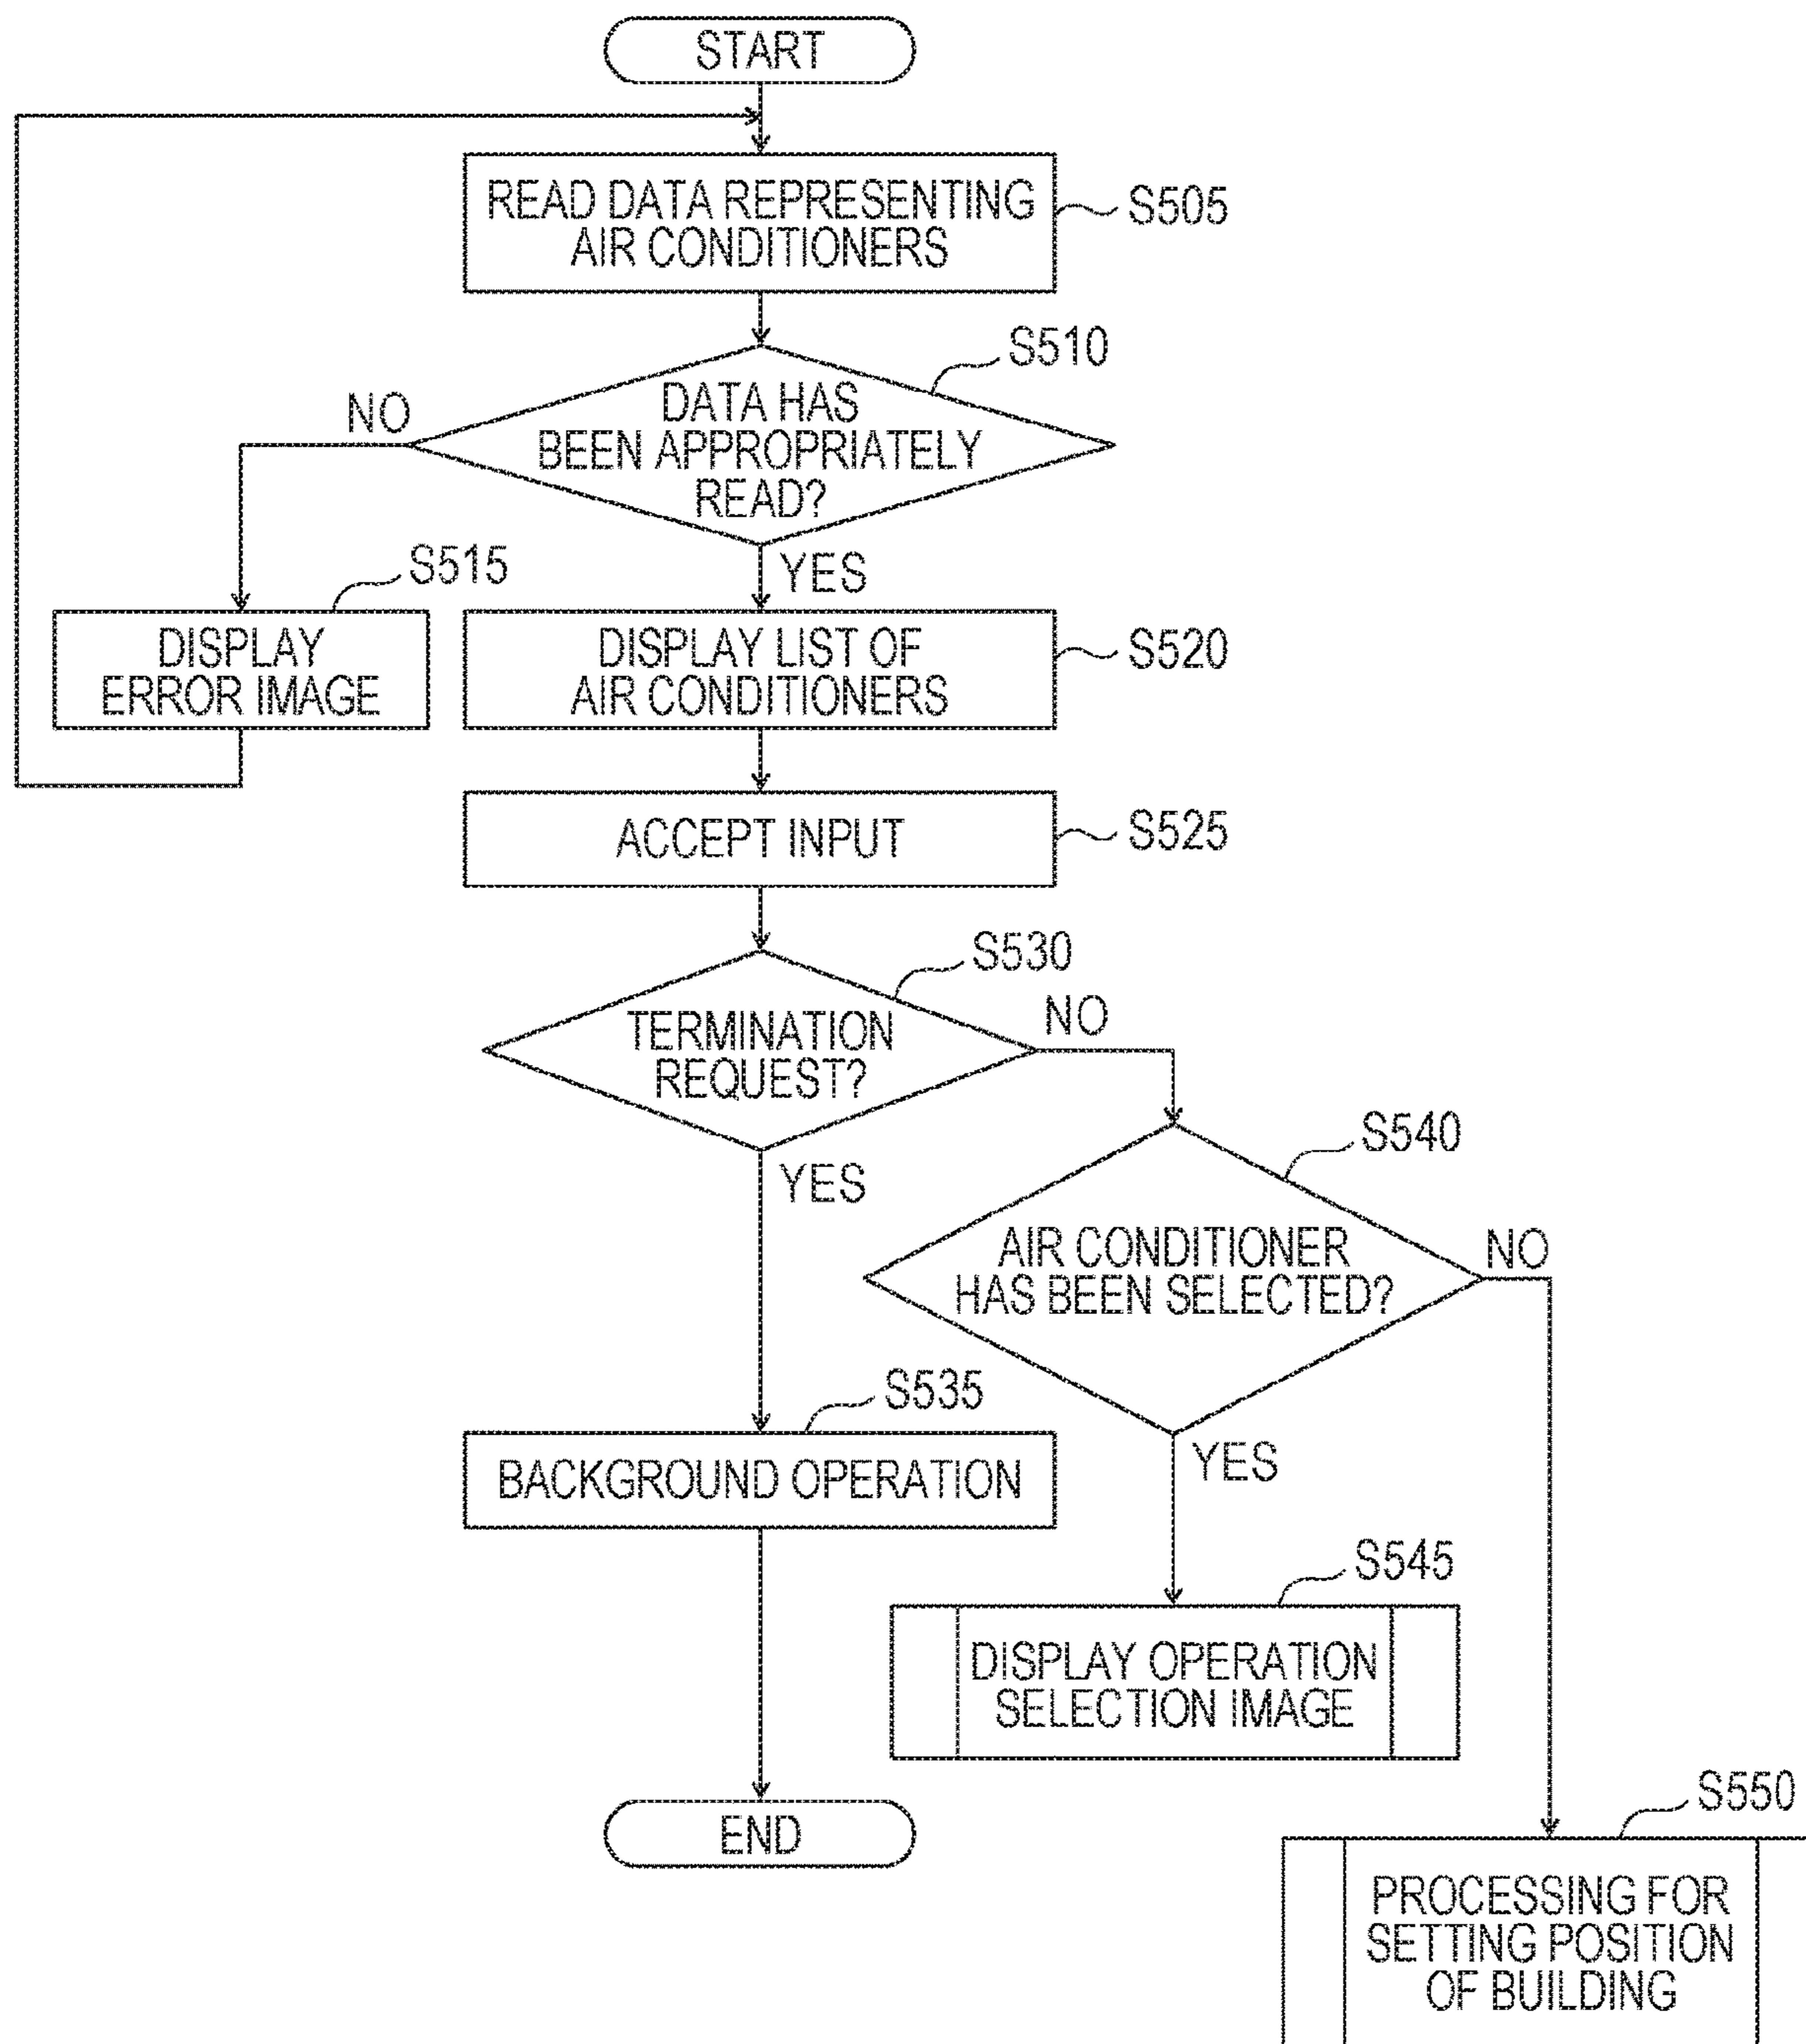 START
READ DATA REPRESENTING
AIR CONDITIONERS
S505
S510
DATA HAS
BEEN APPROPRIATELY
READ?
NO
YES
S515
DISPLAY
ERROR IMAGE
DISPLAY LIST OF
AIR CONDITIONERS
S520
ACCEPT INPUT
S525
S530
TERMINATION
REQUEST?
NO
YES
S540
AIR CONDITIONER
HAS BEEN SELECTED?
NO
YES
S535
BACKGROUND OPERATION
S545
DISPLAY OPERATION
SELECTION IMAGE
END
S550
PROCESSING FOR
SETTING POSITION
OF BUILDING